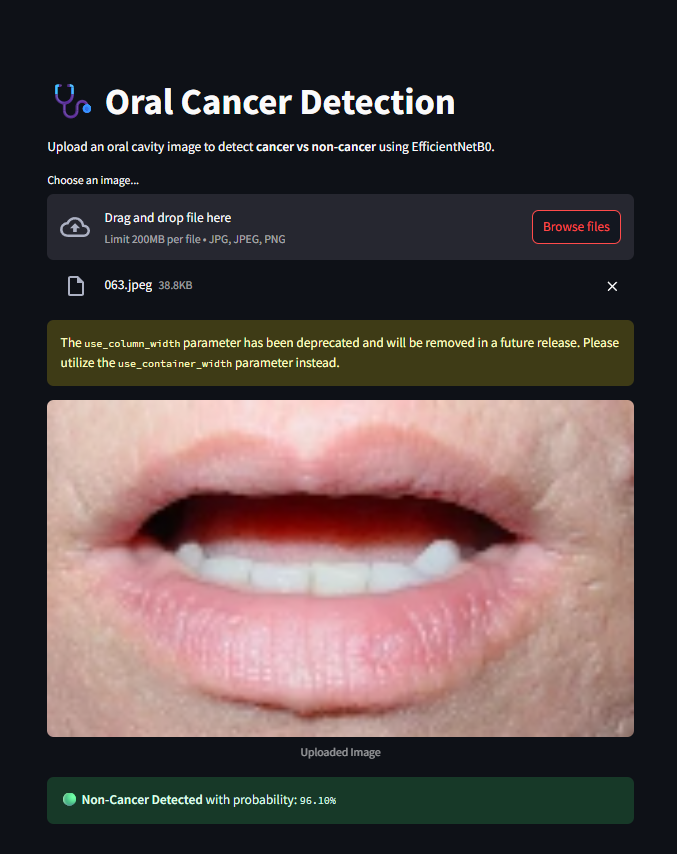 Oral Cancer Detection
Upload an oral cavity image to detect cancer vs non-cancer using EfficientNetB0.
Choose an image...
Drag and drop file here
Limit 200MB per file • JPG, JPEG, PNG
Browse files
063.jpeg 38.8KB
The use_column_width parameter has been deprecated and will be removed in a future release. Please
utilize the use_container_width parameter instead.
Uploaded Image
Non-Cancer Detected with probability: 96.10%